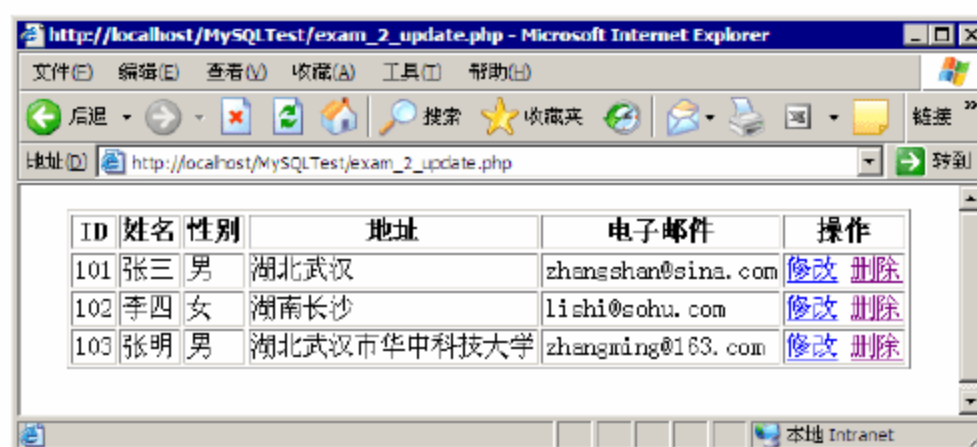 http://localhost/MySQLTest/exam_2_update.php - Microsoft Internet Explorer
文件(F) 编辑(E) 查看(V) 收藏(A) 工具(T) 帮助(H)
后退 搜索 收藏夹 链接 »
地址(D) http://localhost/MySQLTest/exam_2_update.php 转到
ID 姓名 性别 地址 电子邮件 操作
101 张三 男 湖北武汉 zhangshan@sina.com 修改 删除
102 李四 女 湖南长沙 lishi@sohu.com 修改 删除
103 张明 男 湖北武汉市华中科技大学 zhangming@163.com 修改 删除
本地 Intranet